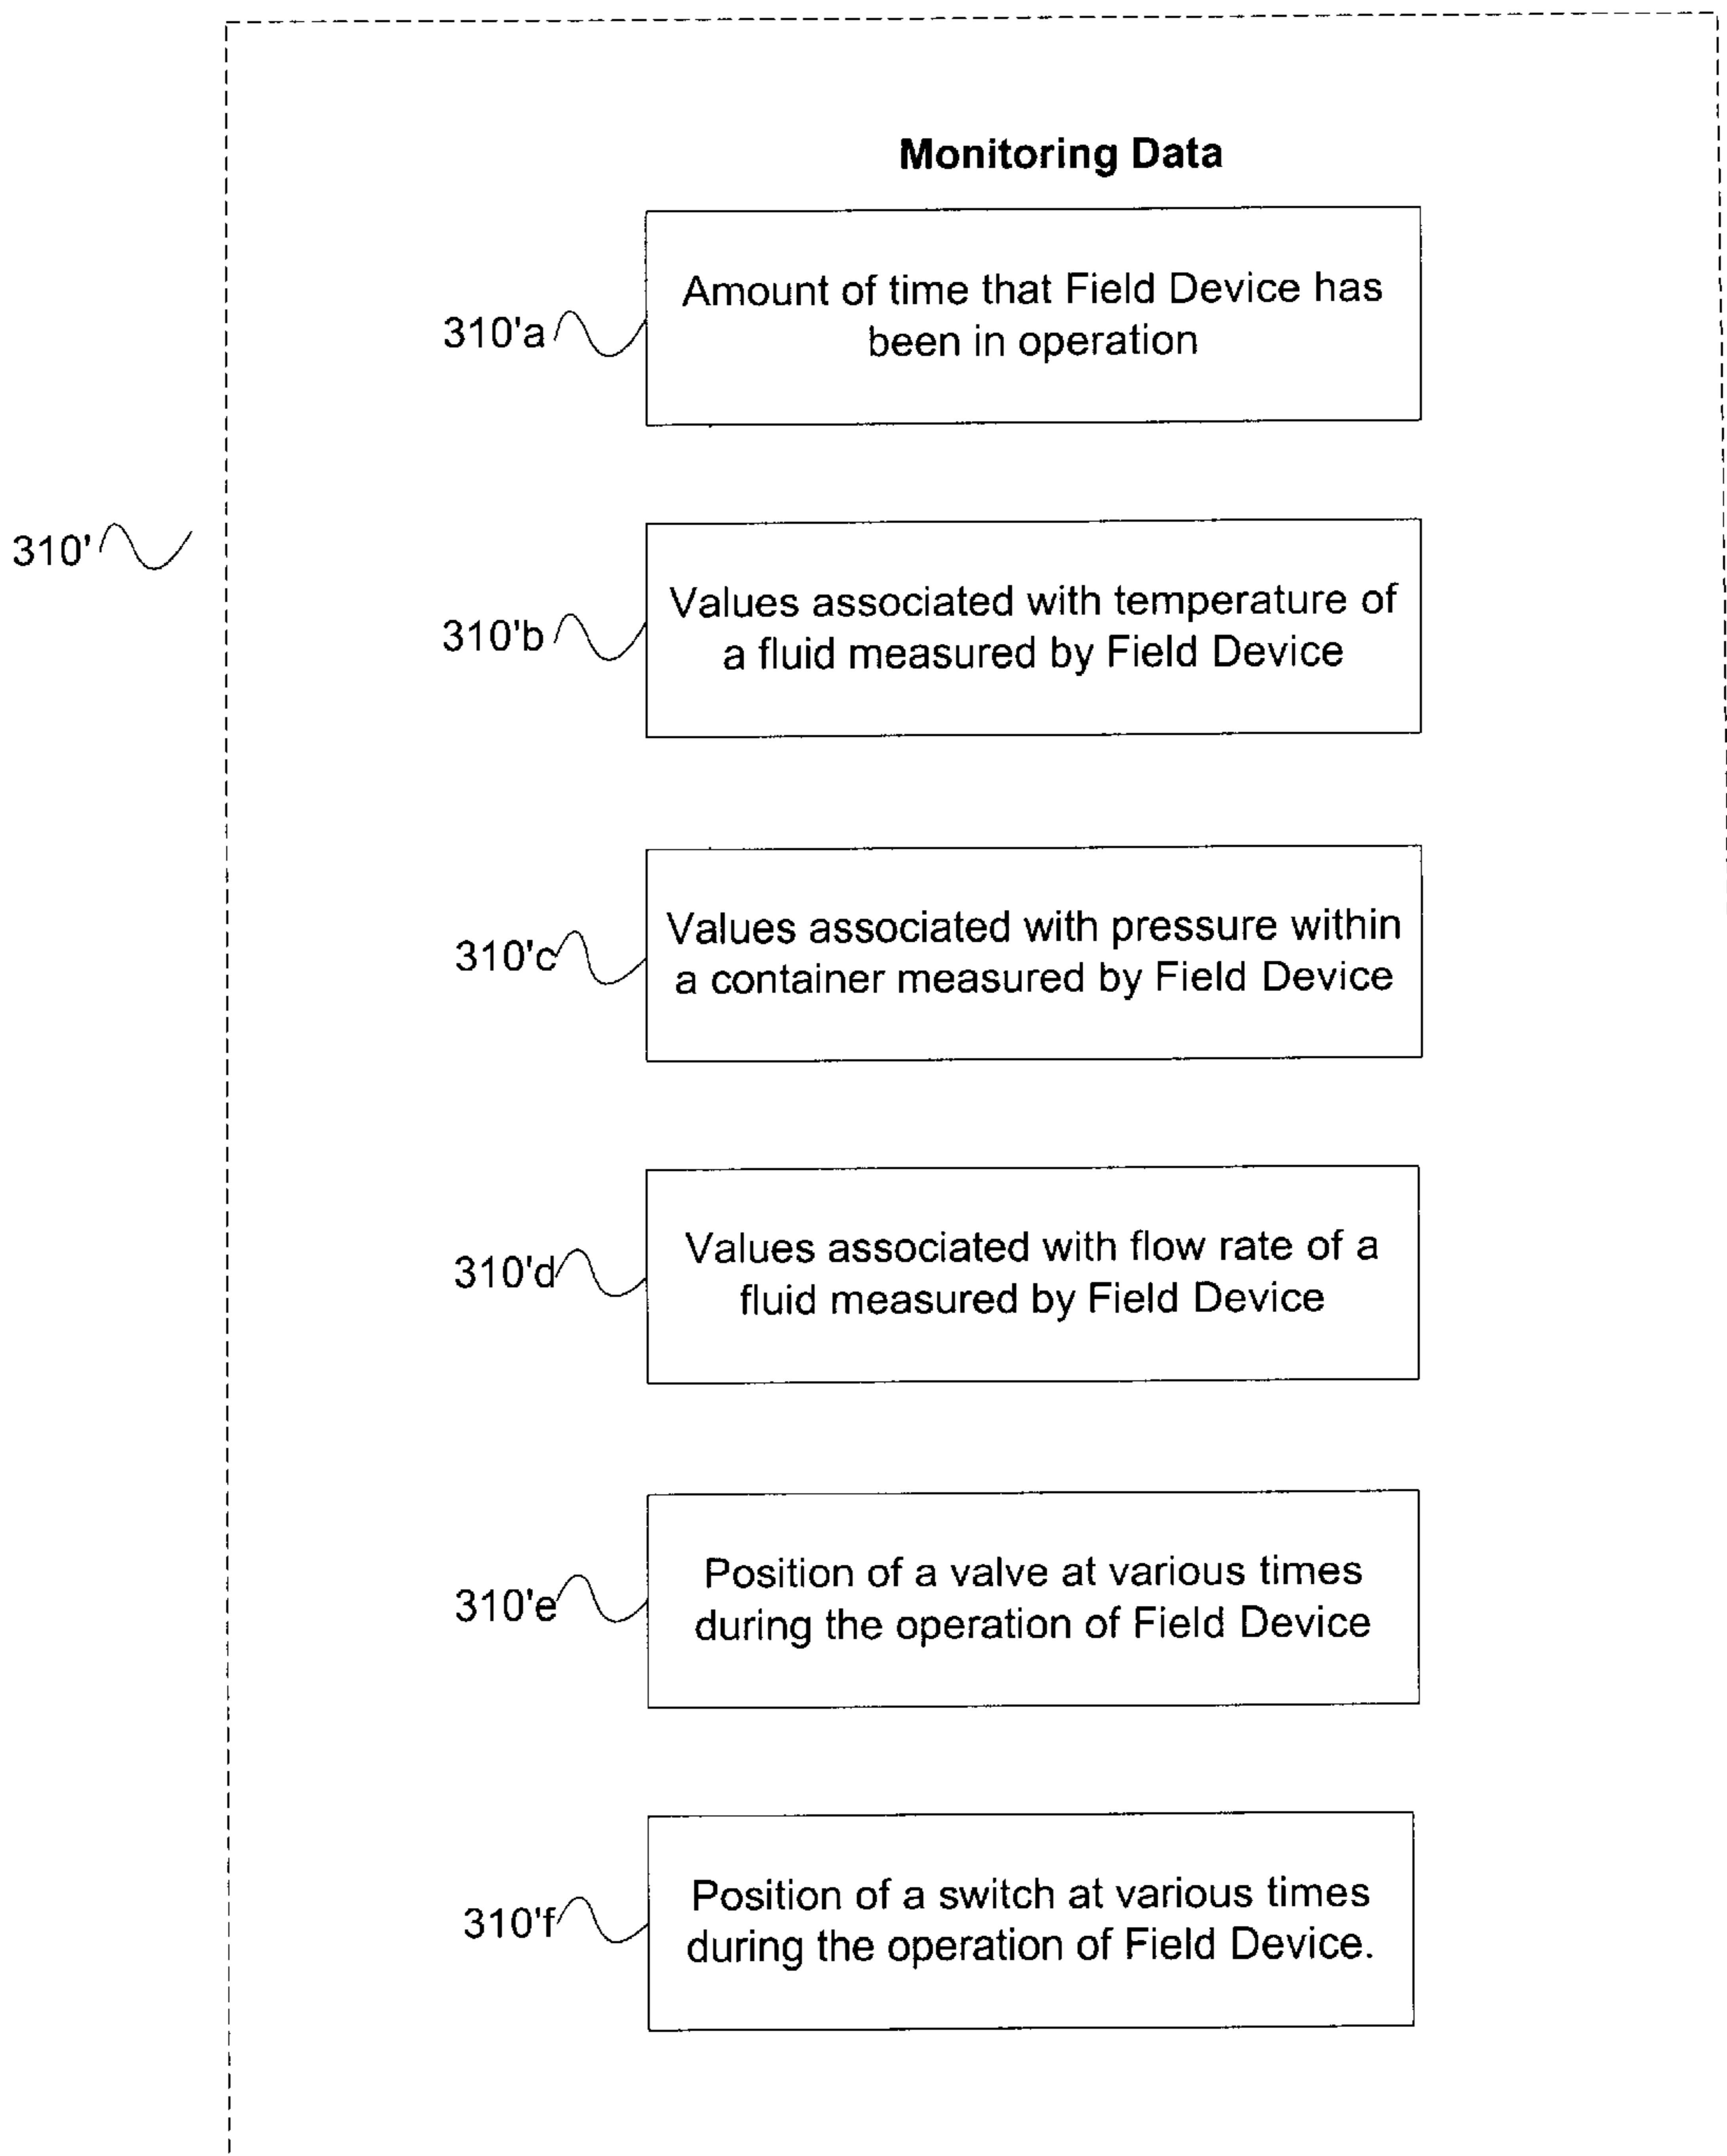 Monitoring Data
310'
310'a
Amount of time that Field Device has
been in operation
310'b
Values associated with temperature of
a fluid measured by Field Device
310'c
Values associated with pressure within
a container measured by Field Device
310'd
Values associated with flow rate of a
fluid measured by Field Device
310'e
Position of a valve at various times
during the operation of Field Device
310'f
Position of a switch at various times
during the operation of Field Device.